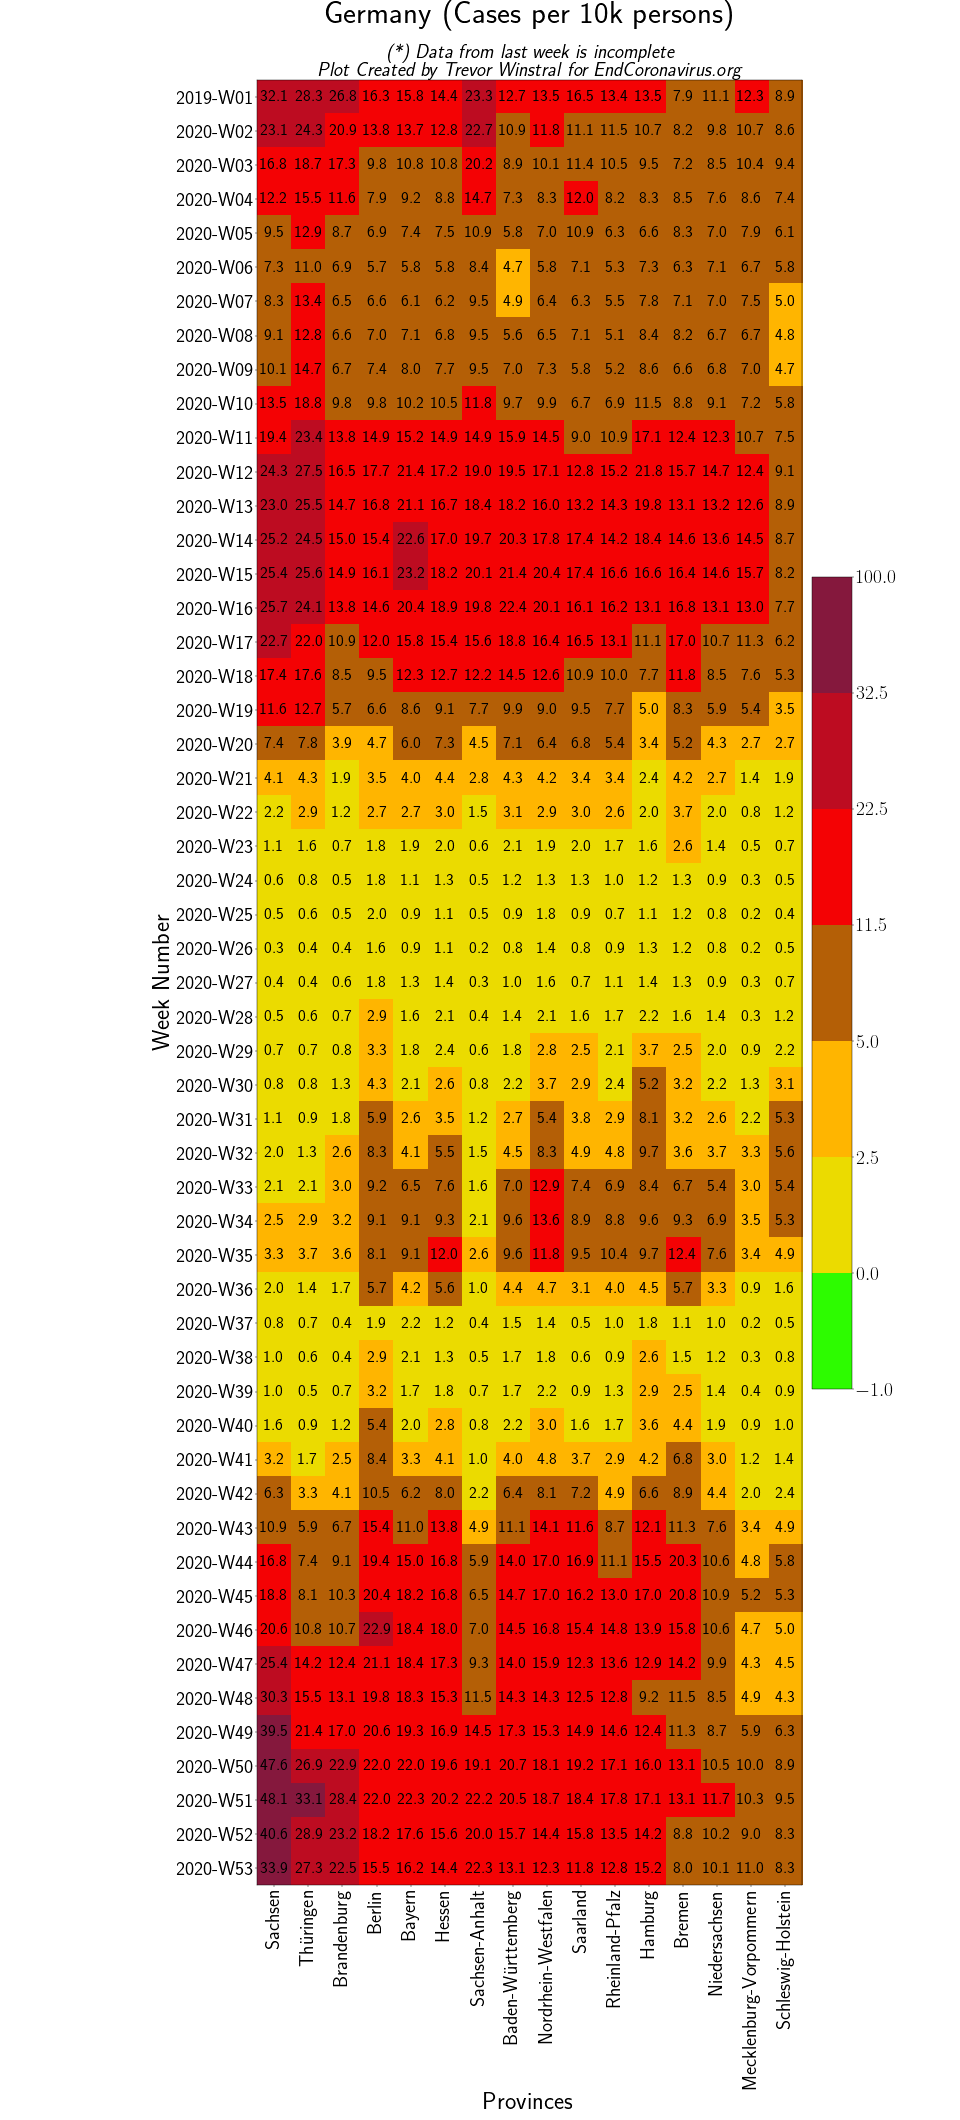 Germany (Cases per 10k persons)
(*) Data from last week is incomplete
Plot Created by Trevor Winstral for EndCoronavirus.org
2019-W01 32.1 28.3 26.8 16.3 15.8 14.4 23.3 12.7 13.5 16.5 13.4 13.5 7.9 11.1 12.3 8.9
2020-W02 23.1 24.3 20.9 13.8 13.7 12.8 22.7 10.9 11.8 11.1 11.5 10.7 8.2 9.8 10.7 8.6
2020-W03 16.8 18.7 17.3 9.8 10.8 10.8 20.2 8.9 10.1 11.4 10.5 9.5 7.2 8.5 10.4 9.4
2020-W04 12.2 15.5 11.6 7.9 9.2 8.8 14.7 7.3 8.3 12.0 8.2 8.3 8.5 7.6 8.6 7.4
2020-W05 9.5 12.9 8.7 6.9 7.4 7.5 10.9 5.8 7.0 10.9 6.3 6.6 8.3 7.0 7.9 6.1
2020-W06 7.3 11.0 6.9 5.7 5.8 5.8 8.4 4.7 5.8 7.1 5.3 7.3 6.3 7.1 6.7 5.8
2020-W07 8.3 13.4 6.5 6.6 6.1 6.2 9.5 4.9 6.4 6.3 5.5 7.8 7.1 7.0 7.5 5.0
2020-W08 9.1 12.8 6.6 7.0 7.1 6.8 9.5 5.6 6.5 7.1 5.1 8.4 8.2 6.7 6.7 4.8
2020-W09 10.1 14.7 6.7 7.4 8.0 7.7 9.5 7.0 7.3 5.8 5.2 8.6 6.6 6.8 7.0 4.7
2020-W10 13.5 18.8 9.8 9.8 10.2 10.5 11.8 9.7 9.9 6.7 6.9 11.5 8.8 9.1 7.2 5.8
2020-W11 19.4 23.4 13.8 14.9 15.2 14.9 14.9 15.9 14.5 9.0 10.9 17.1 12.4 12.3 10.7 7.5
2020-W12 24.3 27.5 16.5 17.7 21.4 17.2 19.0 19.5 17.1 12.8 15.2 21.8 15.7 14.7 12.4 9.1
2020-W13 23.0 25.5 14.7 16.8 21.1 16.7 18.4 18.2 16.0 13.2 14.3 19.8 13.1 13.2 12.6 8.9
2020-W14 25.2 24.5 15.0 15.4 22.6 17.0 19.7 20.3 17.8 17.4 14.2 18.4 14.6 13.6 14.5 8.7
2020-W15 25.4 25.6 14.9 16.1 23.2 18.2 20.1 21.4 20.4 17.4 16.6 16.6 16.4 14.6 15.7 8.2
2020-W16 25.7 24.1 13.8 14.6 20.4 18.9 19.8 22.4 20.1 16.1 16.2 13.1 16.8 13.1 13.0 7.7
2020-W17 22.7 22.0 10.9 12.0 15.8 15.4 15.6 18.8 16.4 16.5 13.1 11.1 17.0 10.7 11.3 6.2
2020-W18 17.4 17.6 8.5 9.5 12.3 12.7 12.2 14.5 12.6 10.9 10.0 7.7 11.8 8.5 7.6 5.3
2020-W19 11.6 12.7 5.7 6.6 8.6 9.1 7.7 9.9 9.0 9.5 7.7 5.0 8.3 5.9 5.4 3.5
2020-W20 7.4 7.8 3.9 4.7 6.0 7.3 4.5 7.1 6.4 6.8 5.4 3.4 5.2 4.3 2.7 2.7
2020-W21 4.1 4.3 1.9 3.5 4.0 4.4 2.8 4.3 4.2 3.4 3.4 2.4 4.2 2.7 1.4 1.9
2020-W22 2.2 2.9 1.2 2.7 2.7 3.0 1.5 3.1 2.9 3.0 2.6 2.0 3.7 2.0 0.8 1.2
2020-W23 1.1 1.6 0.7 1.8 1.9 2.0 0.6 2.1 1.9 2.0 1.7 1.6 2.6 1.4 0.5 0.7
2020-W24 0.6 0.8 0.5 1.8 1.1 1.3 0.5 1.2 1.3 1.3 1.0 1.2 1.3 0.9 0.3 0.5
2020-W25 0.5 0.6 0.5 2.0 0.9 1.1 0.5 0.9 1.8 0.9 0.7 1.1 1.2 0.8 0.2 0.4
2020-W26 0.3 0.4 0.4 1.6 0.9 1.1 0.2 0.8 1.4 0.8 0.9 1.3 1.2 0.8 0.2 0.5
2020-W27 0.4 0.4 0.6 1.8 1.3 1.4 0.3 1.0 1.6 0.7 1.1 1.4 1.3 0.9 0.3 0.7
2020-W28 0.5 0.6 0.7 2.9 1.6 2.1 0.4 1.4 2.1 1.6 1.7 2.2 1.6 1.4 0.3 1.2
2020-W29 0.7 0.7 0.8 3.3 1.8 2.4 0.6 1.8 2.8 2.5 2.1 3.7 2.5 2.0 0.9 2.2
2020-W30 0.8 0.8 1.3 4.3 2.1 2.6 0.8 2.2 3.7 2.9 2.4 5.2 3.2 2.2 1.3 3.1
2020-W31 1.1 0.9 1.8 5.9 2.6 3.5 1.2 2.7 5.4 3.8 2.9 8.1 3.2 2.6 2.2 5.3
2020-W32 2.0 1.3 2.6 8.3 4.1 5.5 1.5 4.5 8.3 4.9 4.8 9.7 3.6 3.7 3.3 5.6
2020-W33 2.1 2.1 3.0 9.2 6.5 7.6 1.6 7.0 12.9 7.4 6.9 8.4 6.7 5.4 3.0 5.4
2020-W34 2.5 2.9 3.2 9.1 9.1 9.3 2.1 9.6 13.6 8.9 8.8 9.6 9.3 6.9 3.5 5.3
2020-W35 3.3 3.7 3.6 8.1 9.1 12.0 2.6 9.6 11.8 9.5 10.4 9.7 12.4 7.6 3.4 4.9
2020-W36 2.0 1.4 1.7 5.7 4.2 5.6 1.0 4.4 4.7 3.1 4.0 4.5 5.7 3.3 0.9 1.6
2020-W37 0.8 0.7 0.4 1.9 2.2 1.2 0.4 1.5 1.4 0.5 1.0 1.8 1.1 1.0 0.2 0.5
2020-W38 1.0 0.6 0.4 2.9 2.1 1.3 0.5 1.7 1.8 0.6 0.9 2.6 1.5 1.2 0.3 0.8
2020-W39 1.0 0.5 0.7 3.2 1.7 1.8 0.7 1.7 2.2 0.9 1.3 2.9 2.5 1.4 0.4 0.9
2020-W40 1.6 0.9 1.2 5.4 2.0 2.8 0.8 2.2 3.0 1.6 1.7 3.6 4.4 1.9 0.9 1.0
2020-W41 3.2 1.7 2.5 8.4 3.3 4.1 1.0 4.0 4.8 3.7 2.9 4.2 6.8 3.0 1.2 1.4
2020-W42 6.3 3.3 4.1 10.5 6.2 8.0 2.2 6.4 8.1 7.2 4.9 6.6 8.9 4.4 2.0 2.4
2020-W43 10.9 5.9 6.7 15.4 11.0 13.8 4.9 11.1 14.1 11.6 8.7 12.1 11.3 7.6 3.4 4.9
2020-W44 16.8 7.4 9.1 19.4 15.0 16.8 5.9 14.0 17.0 16.9 11.1 15.5 20.3 10.6 4.8 5.8
2020-W45 18.8 8.1 10.3 20.4 18.2 16.8 6.5 14.7 17.0 16.2 13.0 17.0 20.8 10.9 5.2 5.3
2020-W46 20.6 10.8 10.7 22.9 18.4 18.0 7.0 14.5 16.8 15.4 14.8 13.9 15.8 10.6 4.7 5.0
2020-W47 25.4 14.2 12.4 21.1 18.4 17.3 9.3 14.0 15.9 12.3 13.6 12.9 14.2 9.9 4.3 4.5
2020-W48 30.3 15.5 13.1 19.8 18.3 15.3 11.5 14.3 14.3 12.5 12.8 9.2 11.5 8.5 4.9 4.3
2020-W49 39.5 21.4 17.0 20.6 19.3 16.9 14.5 17.3 15.3 14.9 14.6 12.4 11.3 8.7 5.9 6.3
2020-W50 47.6 26.9 22.9 22.0 22.0 19.6 19.1 20.7 18.1 19.2 17.1 16.0 13.1 10.5 10.0 8.9
2020-W51 48.1 33.1 28.4 22.0 22.3 20.2 22.2 20.5 18.7 18.4 17.8 17.1 13.1 11.7 10.3 9.5
2020-W52 40.6 28.9 23.2 18.2 17.6 15.6 20.0 15.7 14.4 15.8 13.5 14.2 8.8 10.2 9.0 8.3
2020-W53 33.9 27.3 22.5 15.5 16.2 14.4 22.3 13.1 12.3 11.8 12.8 15.2 8.0 10.1 11.0 8.3
Week Number
Sachsen
Thüringen
Brandenburg
Berlin
Bayern
Hessen
Sachsen-Anhalt
Baden-Württemberg
Nordrhein-Westfalen
Saarland
Rheinland-Pfalz
Hamburg
Bremen
Niedersachsen
Mecklenburg-Vorpommern
Schleswig-Holstein
Provinces
100.0
32.5
22.5
11.5
5.0
2.5
0.0
−1.0